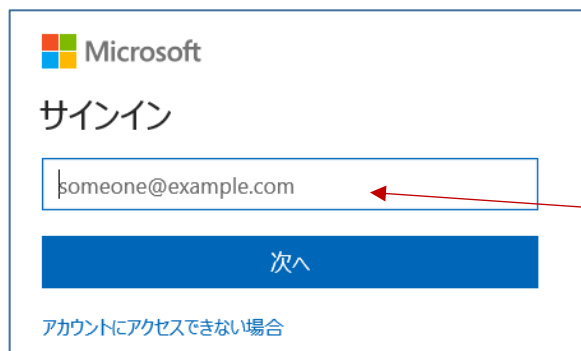 Microsoft
サインイン
someone@example.com
次へ
アカウントにアクセスできない場合